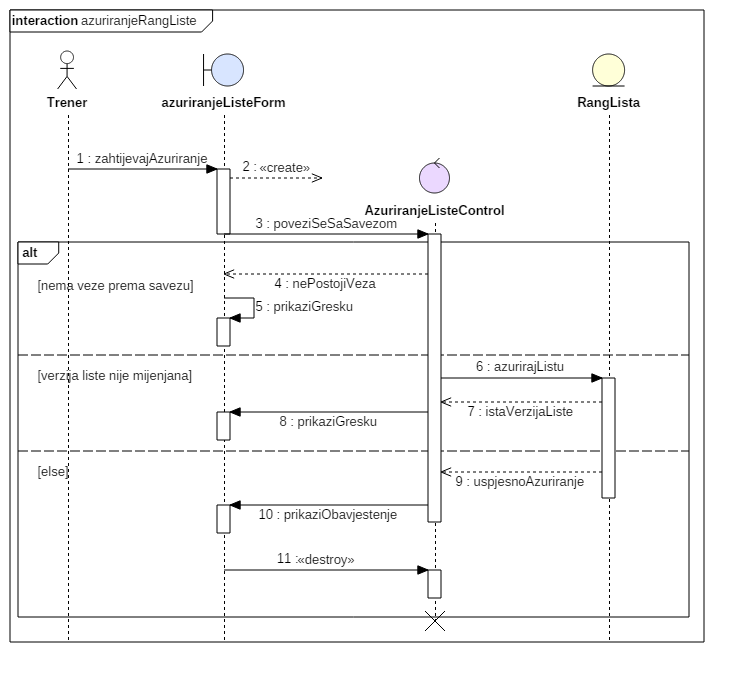 interaction azuriranjeRangListe
Trener
azuriranjeListeForm
RangLista
1 : zahtijevajAzuriranje
2 : «create»
AzuriranjeListeControl
3 : poveziSeSaSavezom
alt
4 : nePostojiVeza
[nema veze prema savezu]
5 : prikaziGresku
6 : azurirajListu
[verzija liste nije mijenjana]
7 : istaVerzijaListe
8 : prikaziGresku
[else]
9 : uspjesnoAzuriranje
10 : prikaziObavjestenje
11 :«destroy»